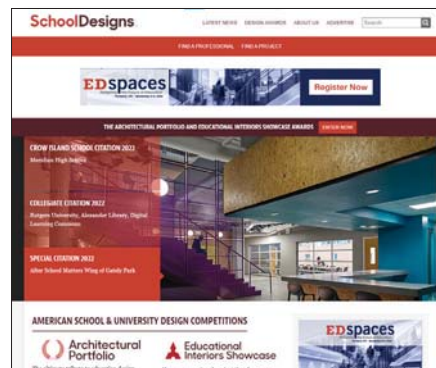 SchoolDesigns
LATEST NEWS DESIGN AWARDS ABOUT US ADVERTISE Search
FIND A PROFESSIONAL FIND A PROJECT
EDspaces
Register Now
THE ARCHITECTURAL PORTFOLIO AND EDUCATIONAL INTERIORS SHOWCASE AWARDS ENTER NOW
CROW ISLAND SCHOOL CITATION 2022
Meridian High School
COLLEGIATE CITATION 2022
Rutgers University, Alexander Library, Digital
Learning Commons
SPECIAL CITATION 2022
After School Matters Wing of Gandy Park
AMERICAN SCHOOL & UNIVERSITY DESIGN COMPETITIONS
Architectural
Portfolio
Educational
Interiors Showcase
EDspaces